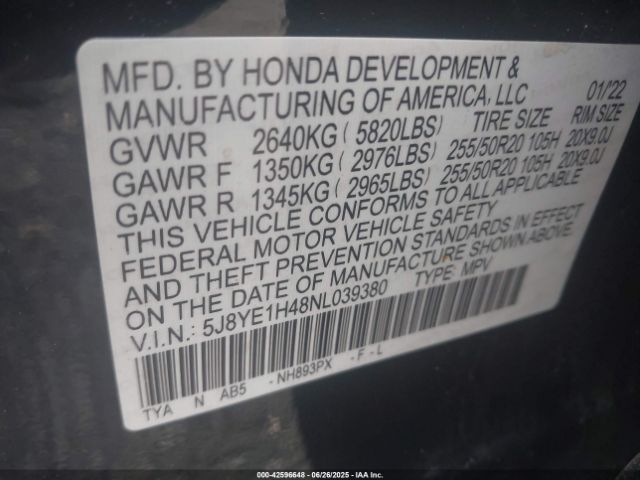 MFD. BY HONDA DEVELOPMENT &
MANUFACTURING OF AMERICA, LLC 01/'22
GVWR 2640KG ( 5820LBS) TIRE SIZE RIM SIZE
GAWR F 1350KG ( 2976LBS) 255/50R20 105H 20X9.0J
GAWR R 1345KG ( 2965LBS) 255/50R20 105H 20X9.0J
THIS VEHICLE CONFORMS TO ALL APPLICABLE
FEDERAL MOTOR VEHICLE SAFETY
AND THEFT PREVENTION STANDARDS IN EFFECT
ON THE DATE OF MANUFACTURE SHOWN ABOVE.
V.I.N.: 5J8YE1H48NL039380 TYPE: MPV
TYA N AB5 -NH893PX -F-L
000-42596648 | 06/26/2025 | IAA Inc.